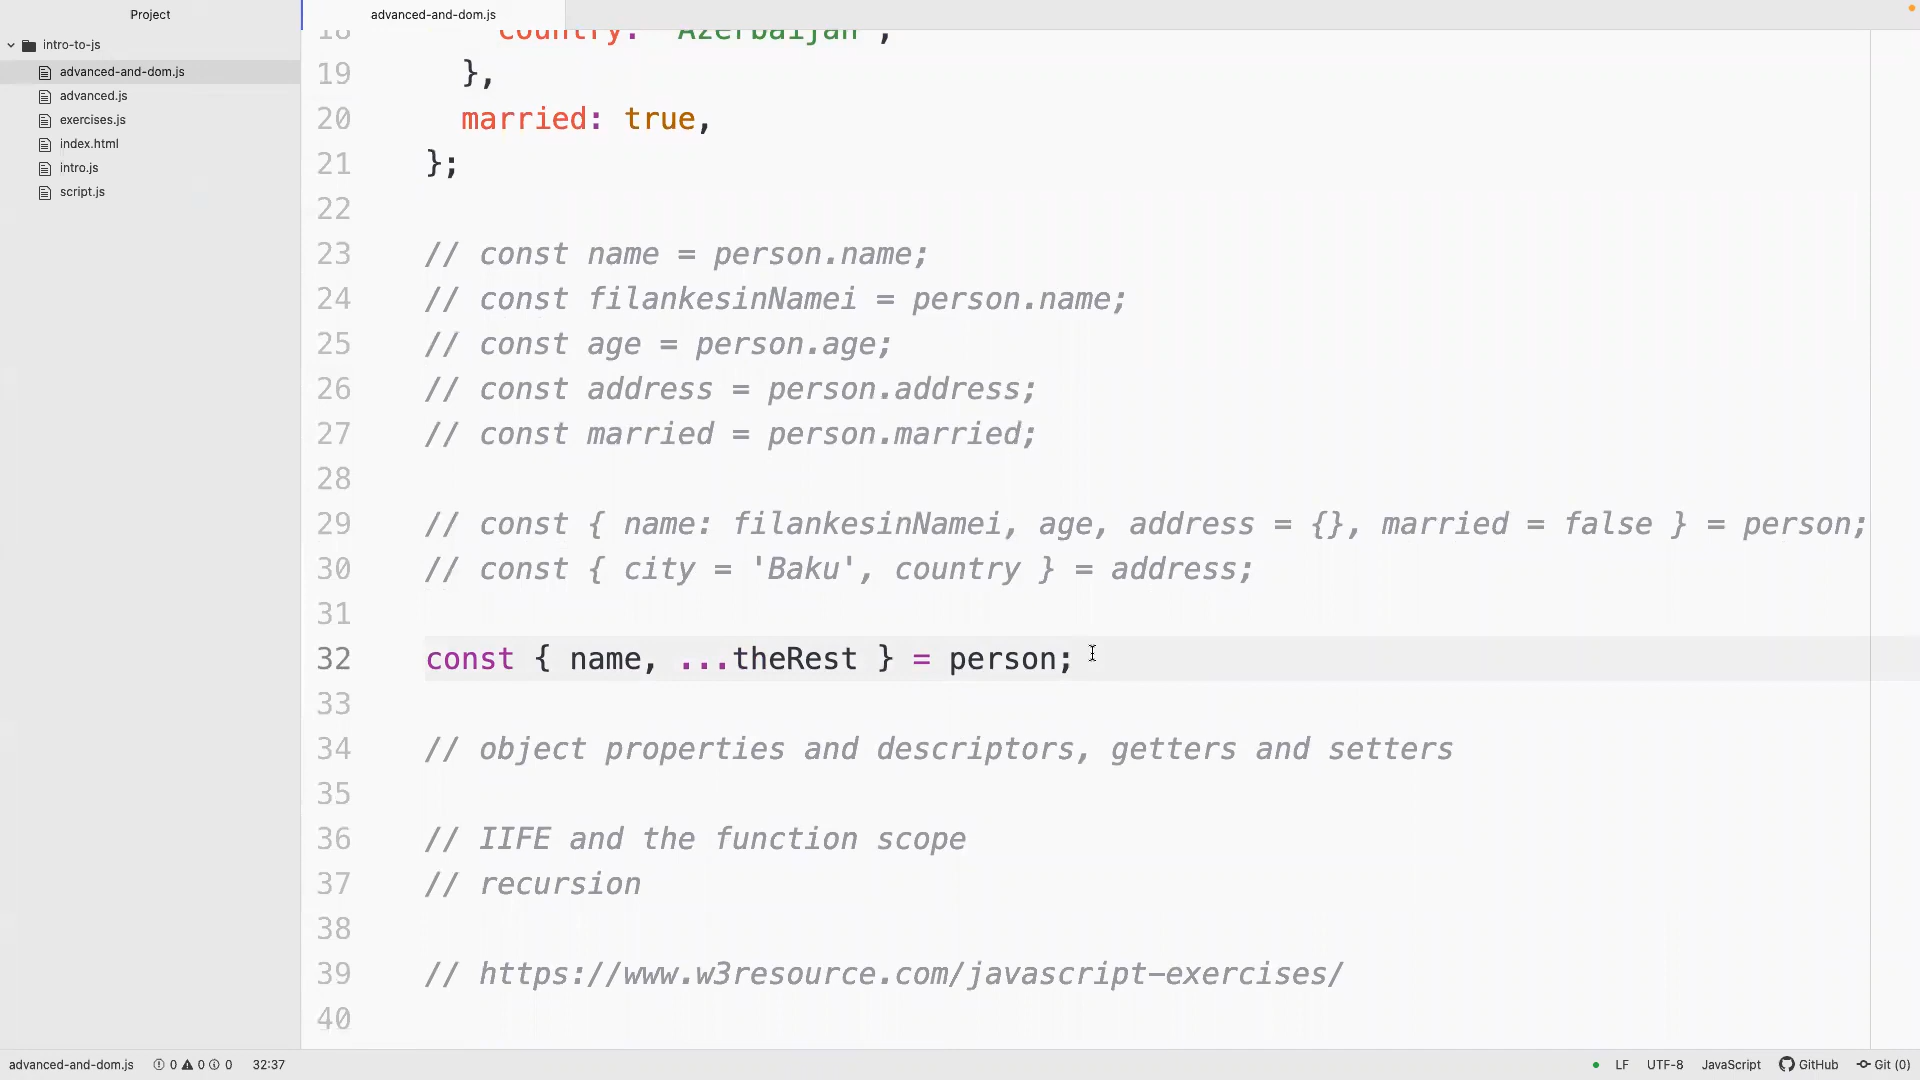 Project
advanced-and-dom.js
intro-to-js
advanced-and-dom.js
advanced.js
exercises.js
index.html
intro.js
script.js
18 country: 'Azerbaijan',
19 },
20 married: true,
21 };
22
23 // const name = person.name;
24 // const filankesinNamei = person.name;
25 // const age = person.age;
26 // const address = person.address;
27 // const married = person.married;
28
29 // const { name: filankesinNamei, age, address = {}, married = false } = person;
30 // const { city = 'Baku', country } = address;
31
32 const { name, ...theRest } = person;
33
34 // object properties and descriptors, getters and setters
35
36 // IIFE and the function scope
37 // recursion
38
39 // https://www.w3resource.com/javascript-exercises/
40
advanced-and-dom.js 0 0 0 32:37 LF UTF-8 JavaScript GitHub Git (0)